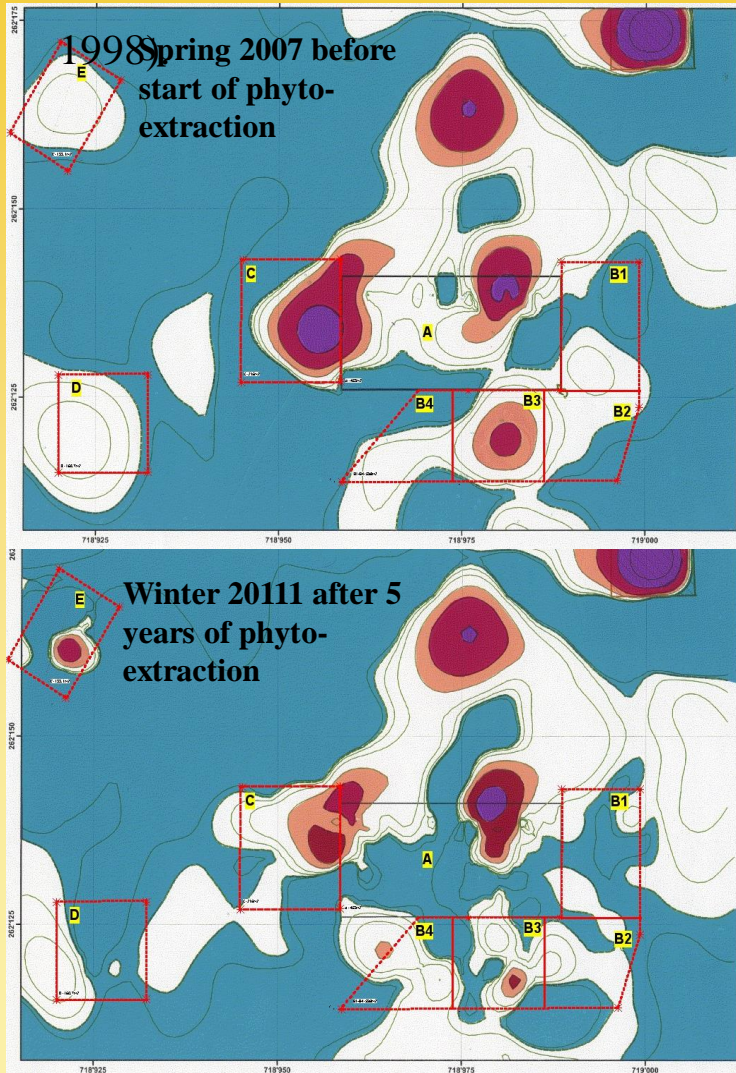 262'175
1998).
Spring 2007 before
start of phyto-
extraction
E
262'150
C
B1
A
D
B4
B3
B2
262'125
718'925
718'950
718'975
719'000
Winter 20111 after 5
years of phyto-
extraction
E
262'150
C
B1
A
D
B4
B3
B2
262'125
718'925
718'950
718'975
719'000